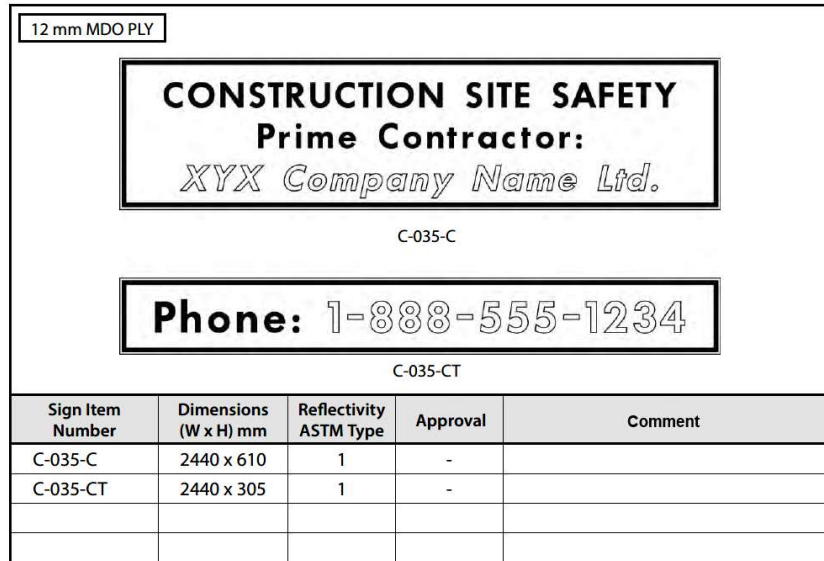 12 mm MDO PLY
CONSTRUCTION SITE SAFETY
Prime Contractor:
XYX Company Name Ltd.
C-035-C
Phone: 1-888-555-1234
C-035-CT
Sign Item Number Dimensions (W x H) mm Reflectivity ASTM Type Approval Comment
C-035-C 2440 x 610 1 -
C-035-CT 2440 x 305 1 -